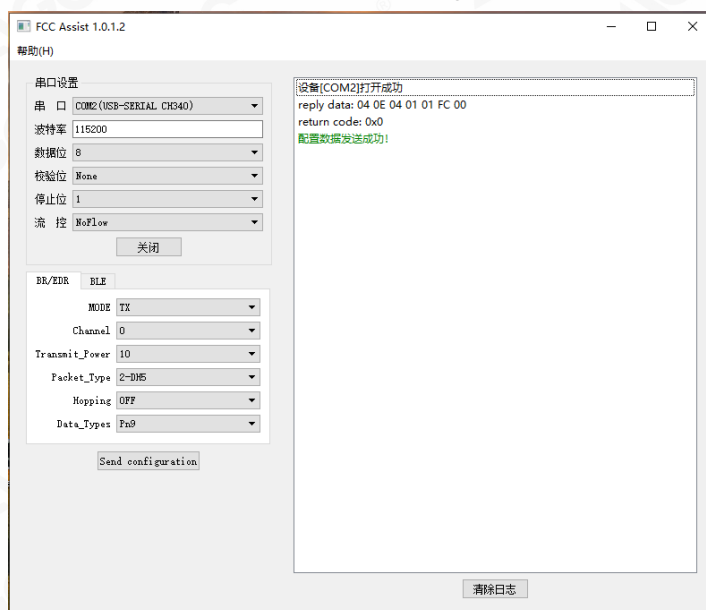 FCC Assist 1.0.1.2
帮助(H)
串口设置
串 口 COM2(USB-SERIAL CH340)
波特率 115200
数据位 8
校验位 None
停止位 1
流 控 NoFlow
关闭
BR/EDR BLE
MODE TX
Channel 0
Transmit_Power 10
Packet_Type 2-DH5
Hopping OFF
Data_Types Pn9
Send configuration
设备[COM2]打开成功
reply data: 04 0E 04 01 01 FC 00
return code: 0x0
配置数据发送成功!
清除日志